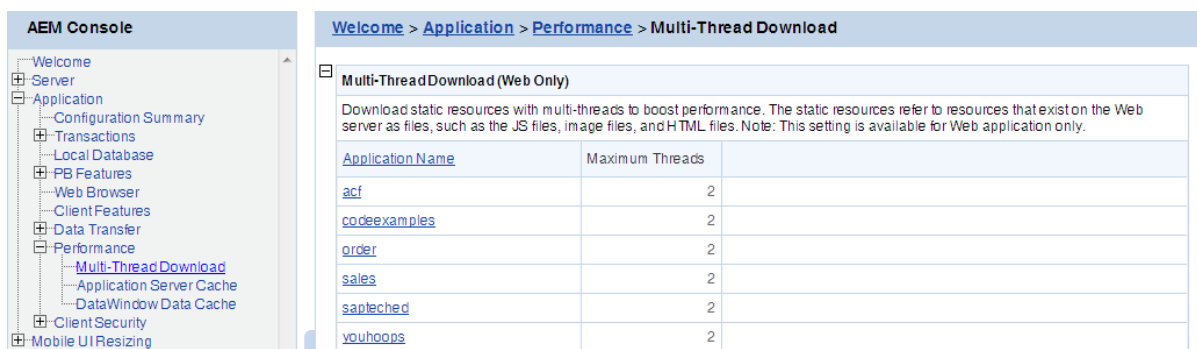 AEM Console
Welcome
Server
Application
Configuration Summary
Transactions
Local Database
PB Features
Web Browser
Client Features
Data Transfer
Performance
Multi-Thread Download
Application Server Cache
DataWindow Data Cache
Client Security
Mobile UI Resizing
Welcome > Application > Performance > Multi-Thread Download
Multi-Thread Download (Web Only)
Download static resources with multi-threads to boost performance. The static resources refer to resources that exist on the Web
server as files, such as the JS files, image files, and HTML files. Note: This setting is available for Web application only.
Application Name Maximum Threads
acf 2
codeexamples 2
order 2
sales 2
sapteched 2
youhoops 2